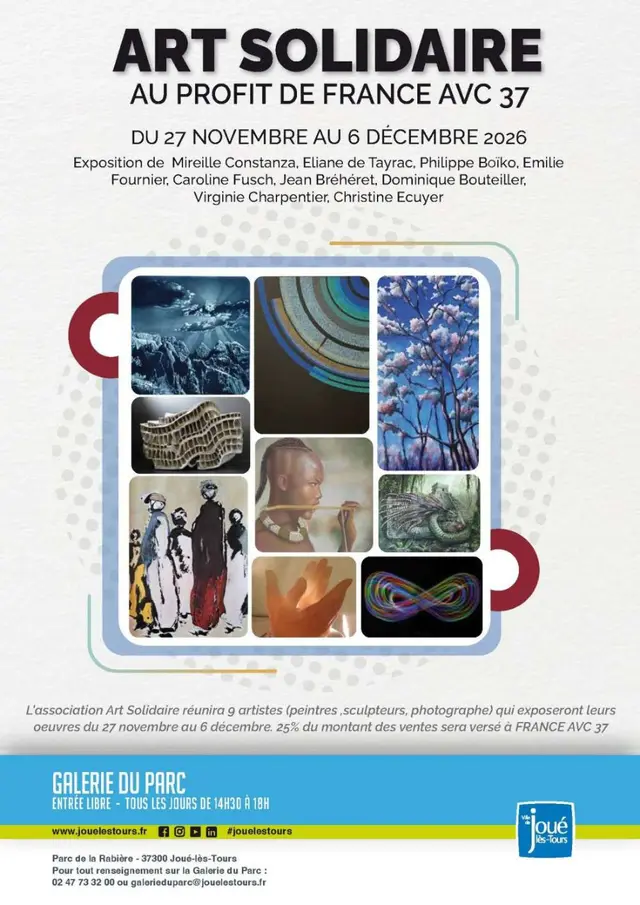 ART SOLIDAIRE
AU PROFIT DE FRANCE AVC 37
DU 27 NOVEMBRE AU 6 DÉCEMBRE 2026
Exposition de Mireille Constanza, Eliane de Tayrac, Philippe Boïko, Emilie
Fournier, Caroline Fusch, Jean Bréhéret, Dominique Bouteiller,
Virginie Charpentier, Christine Ecuyer
L'association Art Solidaire réunira 9 artistes (peintres ,sculpteurs, photographe) qui exposeront leurs
oeuvres du 27 novembre au 6 décembre. 25% du montant des ventes sera versé à FRANCE AVC 37
GALERIE DU PARC
ENTRÉE LIBRE - TOUS LES JOURS DE 14H30 À 18H
www.jouelestours.fr #jouelestours
Ville de
Joué
lès-Tours
Parc de la Rabière - 37300 Joué-lès-Tours
Pour tout renseignement sur la Galerie du Parc :
02 47 73 32 00 ou galerieduparc@jouelestours.fr